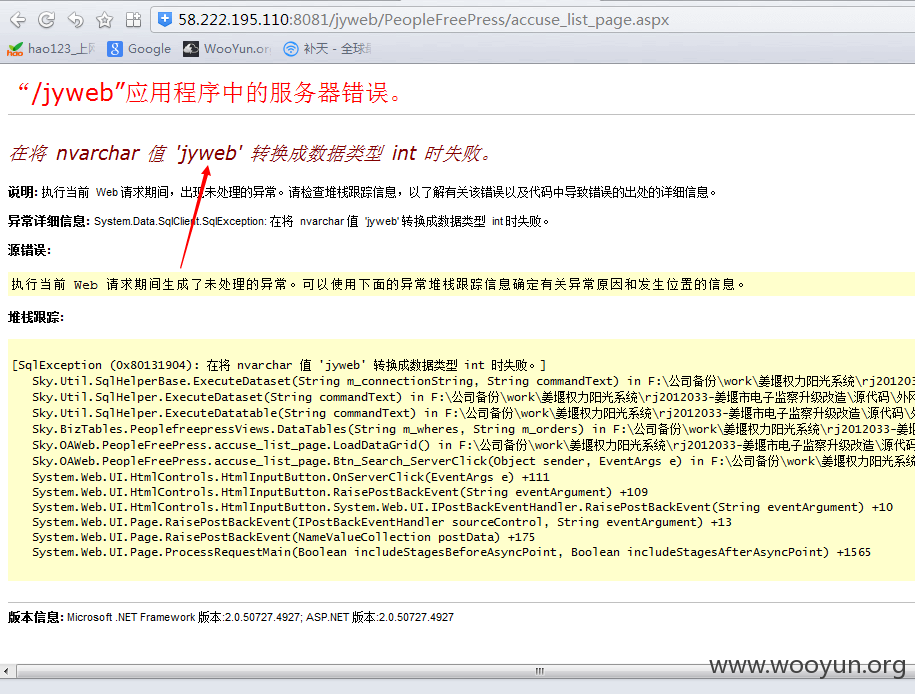 58.222.195.110:8081/jyweb/PeopleFreePress/accuse_list_page.aspx
hao123_上网 Google WooYun.or 补天 - 全球
“/jyweb”应用程序中的服务器错误。
在将 nvarchar 值 'jyweb' 转换成数据类型 int 时失败。
说明: 执行当前 Web 请求期间，出现未处理的异常。请检查堆栈跟踪信息，以了解有关该错误以及代码中导致错误的出处的详细信息。
异常详细信息: System.Data.SqlClient.SqlException: 在将 nvarchar 值 'jyweb' 转换成数据类型 int 时失败。
源错误:
执行当前 Web 请求期间生成了未处理的异常。可以使用下面的异常堆栈跟踪信息确定有关异常原因和发生位置的信息。
堆栈跟踪:
[SqlException (0x80131904): 在将 nvarchar 值 'jyweb' 转换成数据类型 int 时失败。]
Sky.Util.SqlHelperBase.ExecuteDataset(String m_connectionString, String commandText) in F:\公司备份\work\姜堰权力阳光系统\rj201203
Sky.Util.SqlHelperBase.ExecuteDataset(String commandText) in F:\公司备份\work\姜堰权力阳光系统\rj2012033-姜堰市电子监察升级改造\源代码\外网
Sky.Util.SqlHelperBase.ExecuteDatatable(String commandText) in F:\公司备份\work\姜堰权力阳光系统\rj2012033-姜堰市电子监察升级改造\源代码\
Sky.BizTables.PeoplefreepressViews.DataTables(String m_wheres, String m_orders) in F:\公司备份\work\姜堰权力阳光系统\rj2012033-姜堰
Sky.OAWeb.PeopleFreePress.accuse_list_page.LoadDataGrid() in F:\公司备份\work\姜堰权力阳光系统\rj2012033-姜堰市电子监察升级改造\源代码
Sky.OAWeb.PeopleFreePress.accuse_list_page.Btn_Search_ServerClick(Object sender, EventArgs e) in F:\公司备份\work\姜堰权力阳光系统
System.Web.UI.HtmlControls.HtmlInputButton.OnServerClick(EventArgs e) +111
System.Web.UI.HtmlControls.HtmlInputButton.RaisePostBackEvent(String eventArgument) +109
System.Web.UI.HtmlControls.HtmlInputButton.System.Web.UI.IPostBackEventHandler.RaisePostBackEvent(String eventArgument) +10
System.Web.UI.Page.RaisePostBackEvent(IPostBackEventHandler sourceControl, String eventArgument) +13
System.Web.UI.Page.RaisePostBackEvent(NameValueCollection postData) +175
System.Web.UI.Page.ProcessRequestMain(Boolean includeStagesBeforeAsyncPoint, Boolean includeStagesAfterAsyncPoint) +1565
版本信息: Microsoft .NET Framework 版本:2.0.50727.4927; ASP.NET 版本:2.0.50727.4927
www.wooyun.org